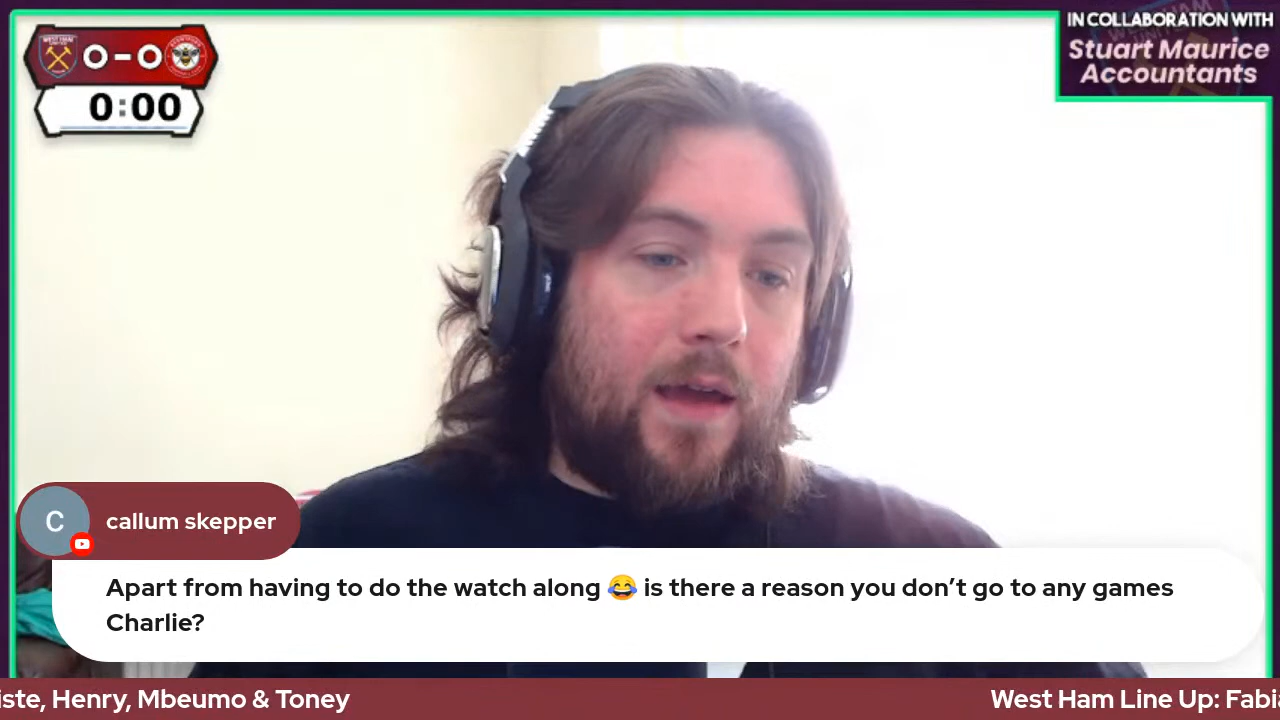 IN COLLABORATION WITH
Stuart Maurice
Accountants
0-0
0:00
C
callum skepper
Apart from having to do the watch along 😂 is there a reason you don’t go to any games
Charlie?
iste, Henry, Mbeumo & Toney
West Ham Line Up: Fabia